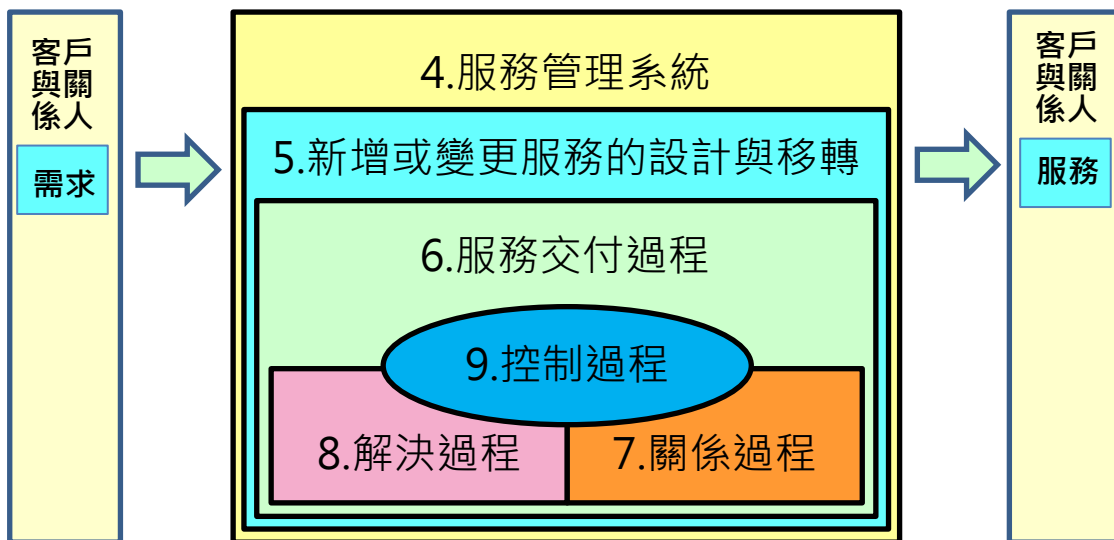 客戶
與關
係人
需求
4.服務管理系統
5.新增或變更服務的設計與移轉
6.服務交付過程
9.控制過程
8.解決過程
7.關係過程
客戶
與關
係人
服務